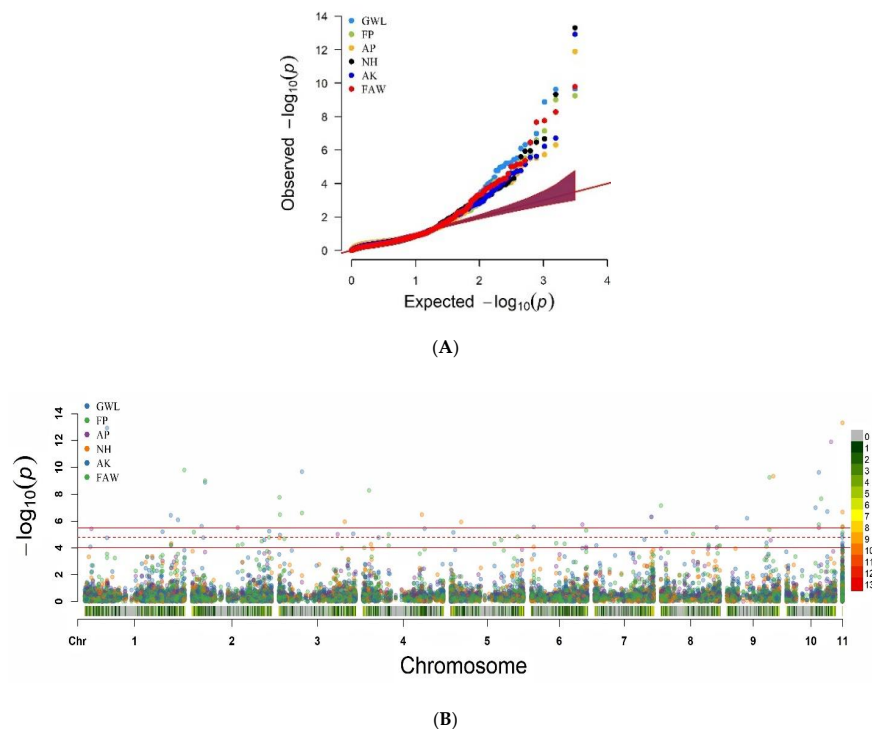 14
12
10
8
6
4
2
0
Observed −log₁₀(p)
GWL
FP
AP
NH
AK
FAW
0 1 2 3 4
Expected −log₁₀(p)
(A)
14
12
10
8
6
4
2
0
−log₁₀(p)
GWL
FP
AP
NH
AK
FAW
0
1
2
3
4
5
6
7
8
9
10
11
12
13
Chr 1 2 3 4 5 6 7 8 9 10 11
Chromosome
(B)